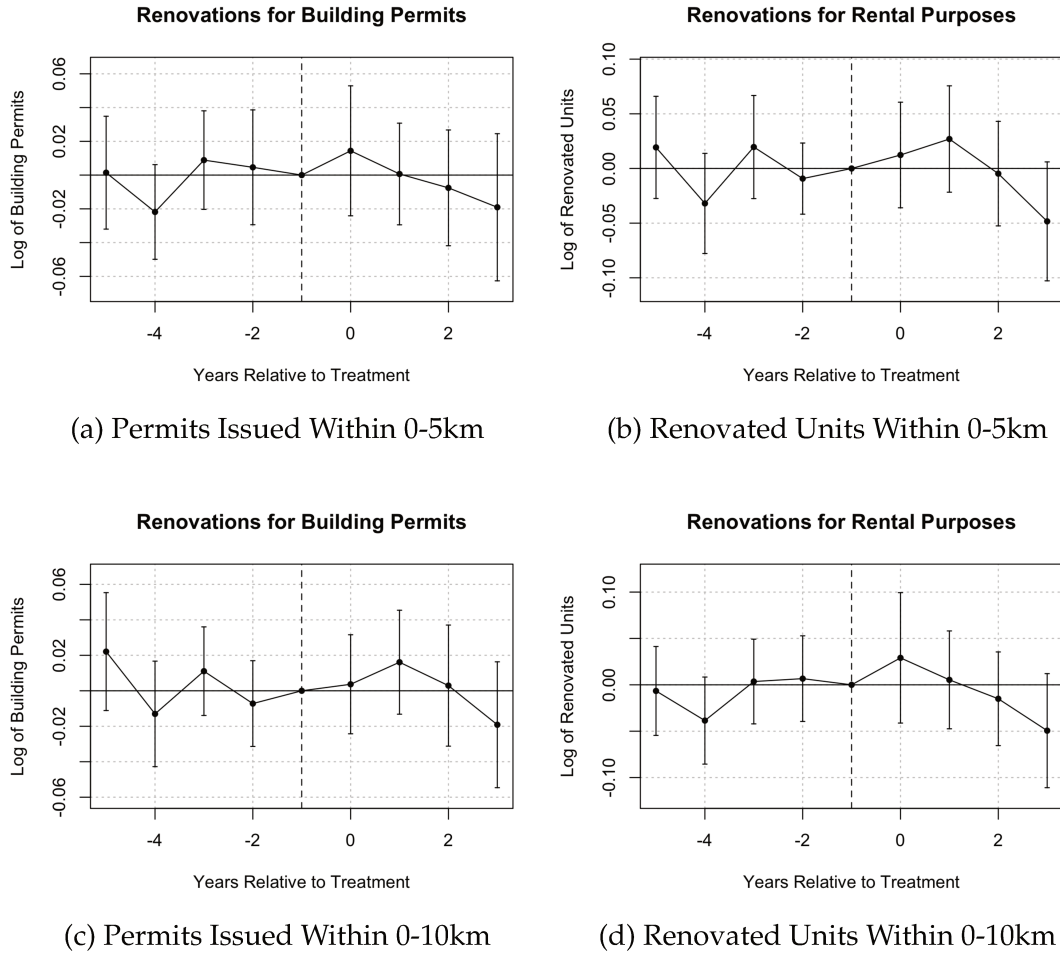 Renovations for Building Permits
Log of Building Permits
0.06
0.02
-0.02
-0.06
-4
-2
0
2
Years Relative to Treatment
(a) Permits Issued Within 0-5km
Renovations for Rental Purposes
Log of Renovated Units
0.10
0.05
0.00
-0.05
-0.10
-4
-2
0
2
Years Relative to Treatment
(b) Renovated Units Within 0-5km
Renovations for Building Permits
Log of Building Permits
0.06
0.02
-0.02
-0.06
-4
-2
0
2
Years Relative to Treatment
(c) Permits Issued Within 0-10km
Renovations for Rental Purposes
Log of Renovated Units
0.10
0.00
-0.10
-4
-2
0
2
Years Relative to Treatment
(d) Renovated Units Within 0-10km